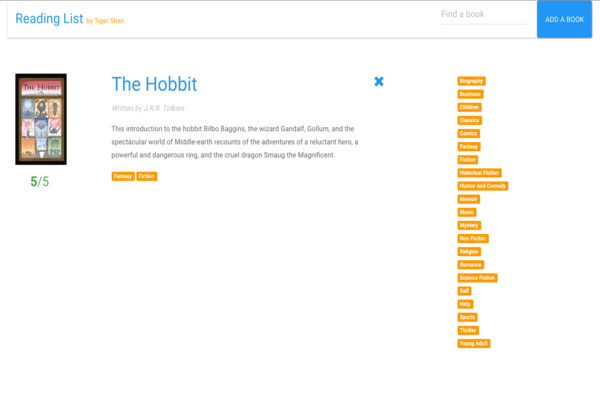 Reading List by Tiger Shen
Find a book
ADD A BOOK
THE HOBBIT
5/5
The Hobbit
Written by J.R.R. Tolkien
This introduction to the hobbit Bilbo Baggins, the wizard Gandalf, Gollum, and the
spectacular world of Middle-earth recounts of the adventures of a reluctant hero, a
powerful and dangerous ring, and the cruel dragon Smaug the Magnificent.
Fantasy Fiction
Biography
Business
Children
Classics
Comics
Fantasy
Fiction
Historical Fiction
Humor And Comedy
Memoir
Music
Mystery
Non Fiction
Religion
Romance
Science Fiction
Self
Help
Sports
Thriller
Young Adult